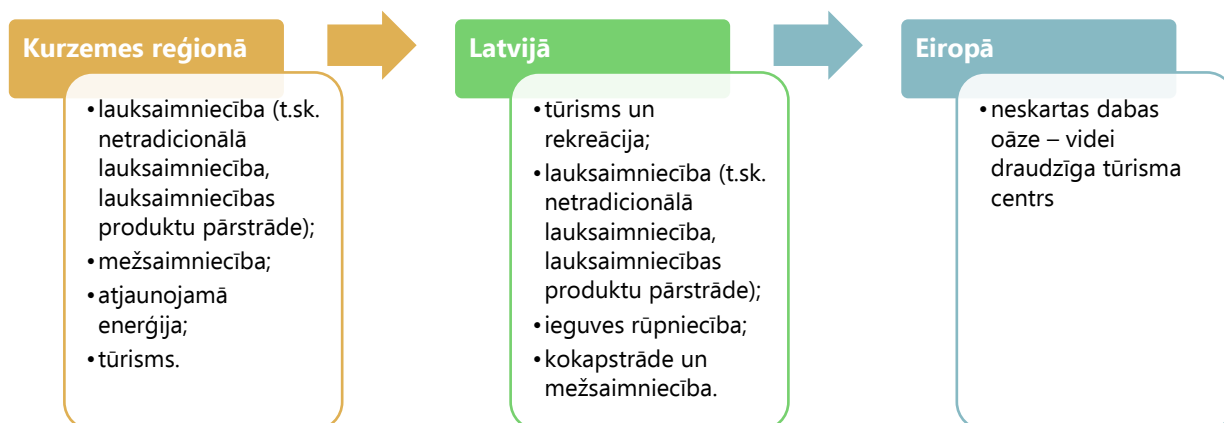 Kurzemes reģionā
• lauksaimniecība (t.sk.
netradicionālā
lauksaimniecība,
lauksaimniecības
produktu pārstrāde);
• mežsaimniecība;
• atjaunojamā
enerģija;
• tūrisms.
Latvijā
• tūrisms un
rekreācija;
• lauksaimniecība (t.sk.
netradicionālā
lauksaimniecība,
lauksaimniecības
produktu pārstrāde);
• ieguves rūpniecība;
• kokapstrāde un
mežsaimniecība.
Eiropā
• neskartas dabas
oāze – videi
draudzīga tūrisma
centrs